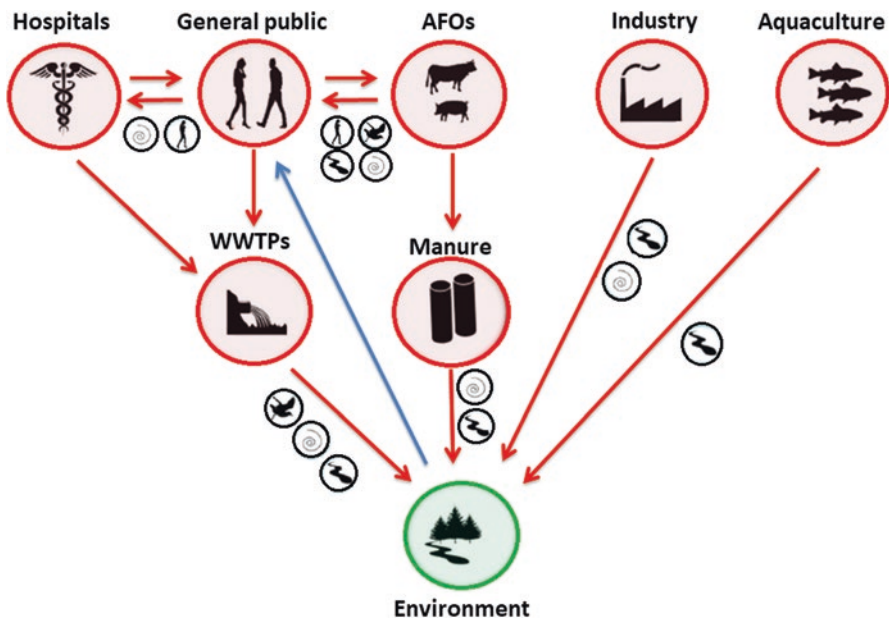 Hospitals
General public
AFOs
Industry
Aquaculture
WWTPs
Manure
Environment